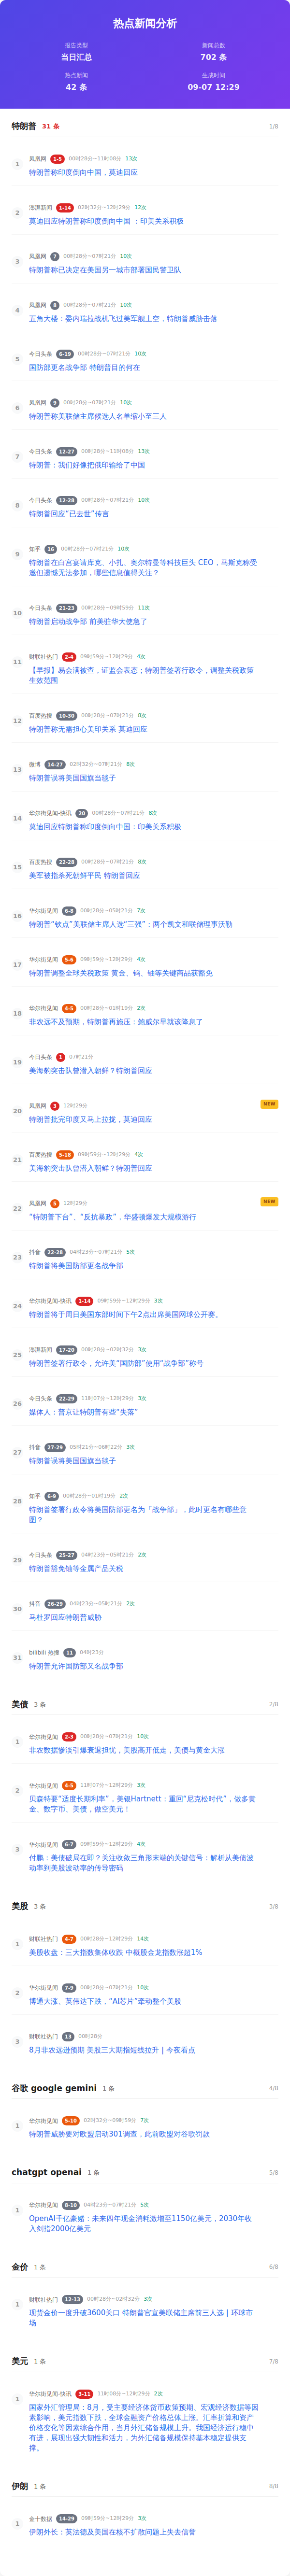 热点新闻分析
报告类型
当日汇总
新闻总数
702 条
热点新闻
42 条
生成时间
09-07 12:29
特朗普 31 条 1/8
1
凤凰网 1-5 00时28分~11时08分 13次
特朗普称印度倒向中国，莫迪回应
2
澎湃新闻 1-14 02时32分~12时29分 12次
莫迪回应特朗普称印度倒向中国 ：印美关系积极
3
凤凰网 7 00时28分~07时21分 10次
特朗普称已决定在美国另一城市部署国民警卫队
4
凤凰网 8 00时28分~07时21分 10次
五角大楼：委内瑞拉战机飞过美军舰上空，特朗普威胁击落
5
今日头条 6-19 00时28分~07时21分 10次
国防部更名战争部 特朗普目的何在
6
凤凰网 9 00时28分~07时21分 10次
特朗普称美联储主席候选人名单缩小至三人
7
今日头条 12-27 00时28分~11时08分 13次
特朗普：我们好像把俄印输给了中国
8
今日头条 12-29 00时28分~07时21分 10次
特朗普回应“已去世”传言
9
知乎 16 00时28分~07时21分 10次
特朗普在白宫宴请库克、小扎、奥尔特曼等科技巨头 CEO，马斯克称受
邀但遗憾无法参加，哪些信息值得关注？
10
今日头条 21-23 00时28分~09时59分 11次
特朗普启动战争部 前美驻华大使急了
11
财联社热门 2-4 09时59分~12时29分 4次
【早报】易会满被查，证监会表态；特朗普签署行政令，调整关税政策
生效范围
12
百度热搜 10-30 00时28分~07时21分 8次
特朗普称无需担心美印关系 莫迪回应
13
微博 14-27 02时32分~07时21分 8次
特朗普误将美国国旗当毯子
14
华尔街见闻-快讯 20 00时28分~07时21分 8次
莫迪回应特朗普称印度倒向中国：印美关系积极
15
百度热搜 22-28 00时28分~07时21分 8次
美军被指杀死朝鲜平民 特朗普回应
16
华尔街见闻 6-8 00时28分~05时21分 7次
特朗普“钦点”美联储主席人选“三强”：两个凯文和联储理事沃勒
17
华尔街见闻 5-6 09时59分~12时29分 4次
特朗普调整全球关税政策 黄金、钨、铀等关键商品获豁免
18
华尔街见闻 4-5 00时28分~01时19分 2次
非农远不及预期，特朗普再施压：鲍威尔早就该降息了
19
今日头条 1 07时21分
美海豹突击队曾潜入朝鲜？特朗普回应
20
凤凰网 3 12时29分 NEW
特朗普批完印度又马上拉拢，莫迪回应
21
百度热搜 5-18 09时59分~12时29分 4次
美海豹突击队曾潜入朝鲜？特朗普回应
22
凤凰网 5 12时29分 NEW
“特朗普下台”、“反抗暴政”，华盛顿爆发大规模游行
23
抖音 22-28 04时23分~07时21分 5次
特朗普将美国防部更名战争部
24
华尔街见闻-快讯 1-14 09时59分~12时29分 3次
特朗普将于周日美国东部时间下午2点出席美国网球公开赛。
25
澎湃新闻 17-20 00时28分~02时32分 3次
特朗普签署行政令，允许美“国防部”使用“战争部”称号
26
今日头条 22-29 11时07分~12时29分 3次
媒体人：普京让特朗普有些“失落”
27
抖音 27-29 05时21分~06时22分 3次
特朗普误将美国国旗当毯子
28
知乎 6-9 00时28分~01时19分 2次
特朗普签署行政令将美国防部更名为「战争部」，此时更名有哪些意
图？
29
今日头条 25-27 04时23分~05时21分 2次
特朗普豁免铀等金属产品关税
30
抖音 26-29 04时23分~05时21分 2次
马杜罗回应特朗普威胁
31
bilibili 热搜 11 04时23分
特朗普允许国防部又名战争部
美债 3 条 2/8
1
华尔街见闻 2-3 00时28分~07时21分 10次
非农数据惨淡引爆衰退担忧，美股高开低走，美债与黄金大涨
2
华尔街见闻 4-5 11时07分~12时29分 3次
贝森特要“适度长期利率”，美银Hartnett：重回“尼克松时代”，做多黄
金、数字币、美债，做空美元！
3
华尔街见闻 6-7 09时59分~12时29分 4次
付鹏：美债破局在即？关注收敛三角形末端的关键信号：解析从美债波
动率到美股波动率的传导密码
美股 3 条 3/8
1
财联社热门 4-7 00时28分~12时29分 14次
美股收盘：三大指数集体收跌 中概股金龙指数涨超1%
2
华尔街见闻 7-9 00时28分~07时21分 10次
博通大涨、英伟达下跌，“AI芯片”牵动整个美股
3
财联社热门 13 00时28分
8月非农远逊预期 美股三大期指短线拉升 | 今夜看点
谷歌 google gemini 1 条 4/8
1
华尔街见闻 5-10 02时32分~09时59分 7次
特朗普威胁要对欧盟启动301调查，此前欧盟对谷歌罚款
chatgpt openai 1 条 5/8
1
华尔街见闻 8-10 04时23分~07时21分 5次
OpenAI千亿豪赌：未来四年现金消耗激增至1150亿美元，2030年收
入剑指2000亿美元
金价 1 条 6/8
1
财联社热门 12-13 00时28分~02时32分 3次
现货金价一度升破3600关口 特朗普官宣美联储主席前三人选 | 环球市
场
美元 1 条 7/8
1
华尔街见闻-快讯 3-11 11时08分~12时29分 2次
国家外汇管理局：8月，受主要经济体货币政策预期、宏观经济数据等因
素影响，美元指数下跌，全球金融资产价格总体上涨。汇率折算和资产
价格变化等因素综合作用，当月外汇储备规模上升。我国经济运行稳中
有进，展现出强大韧性和活力，为外汇储备规模保持基本稳定提供支
撑。
伊朗 1 条 8/8
1
金十数据 14-29 09时59分~12时29分 3次
伊朗外长：英法德及美国在核不扩散问题上失去信誉